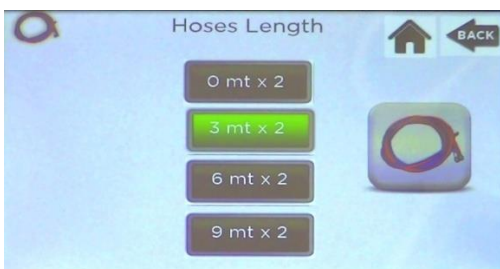 Hoses Length
BACK
0 mt x 2
3 mt x 2
6 mt x 2
9 mt x 2